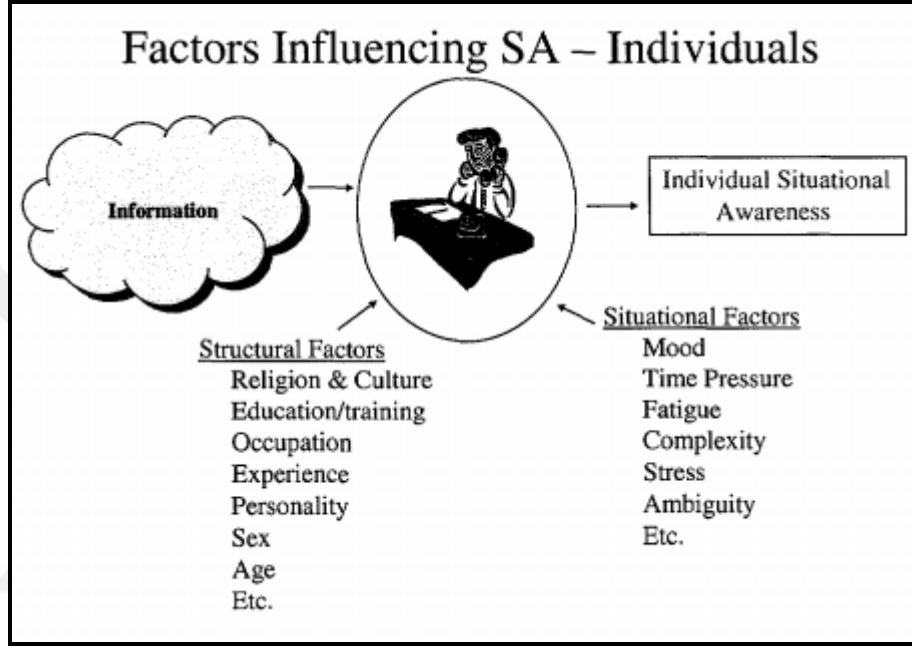 Factors Influencing SA – Individuals
Information
Individual Situational
Awareness
Structural Factors
Religion & Culture
Education/training
Occupation
Experience
Personality
Sex
Age
Etc.
Situational Factors
Mood
Time Pressure
Fatigue
Complexity
Stress
Ambiguity
Etc.